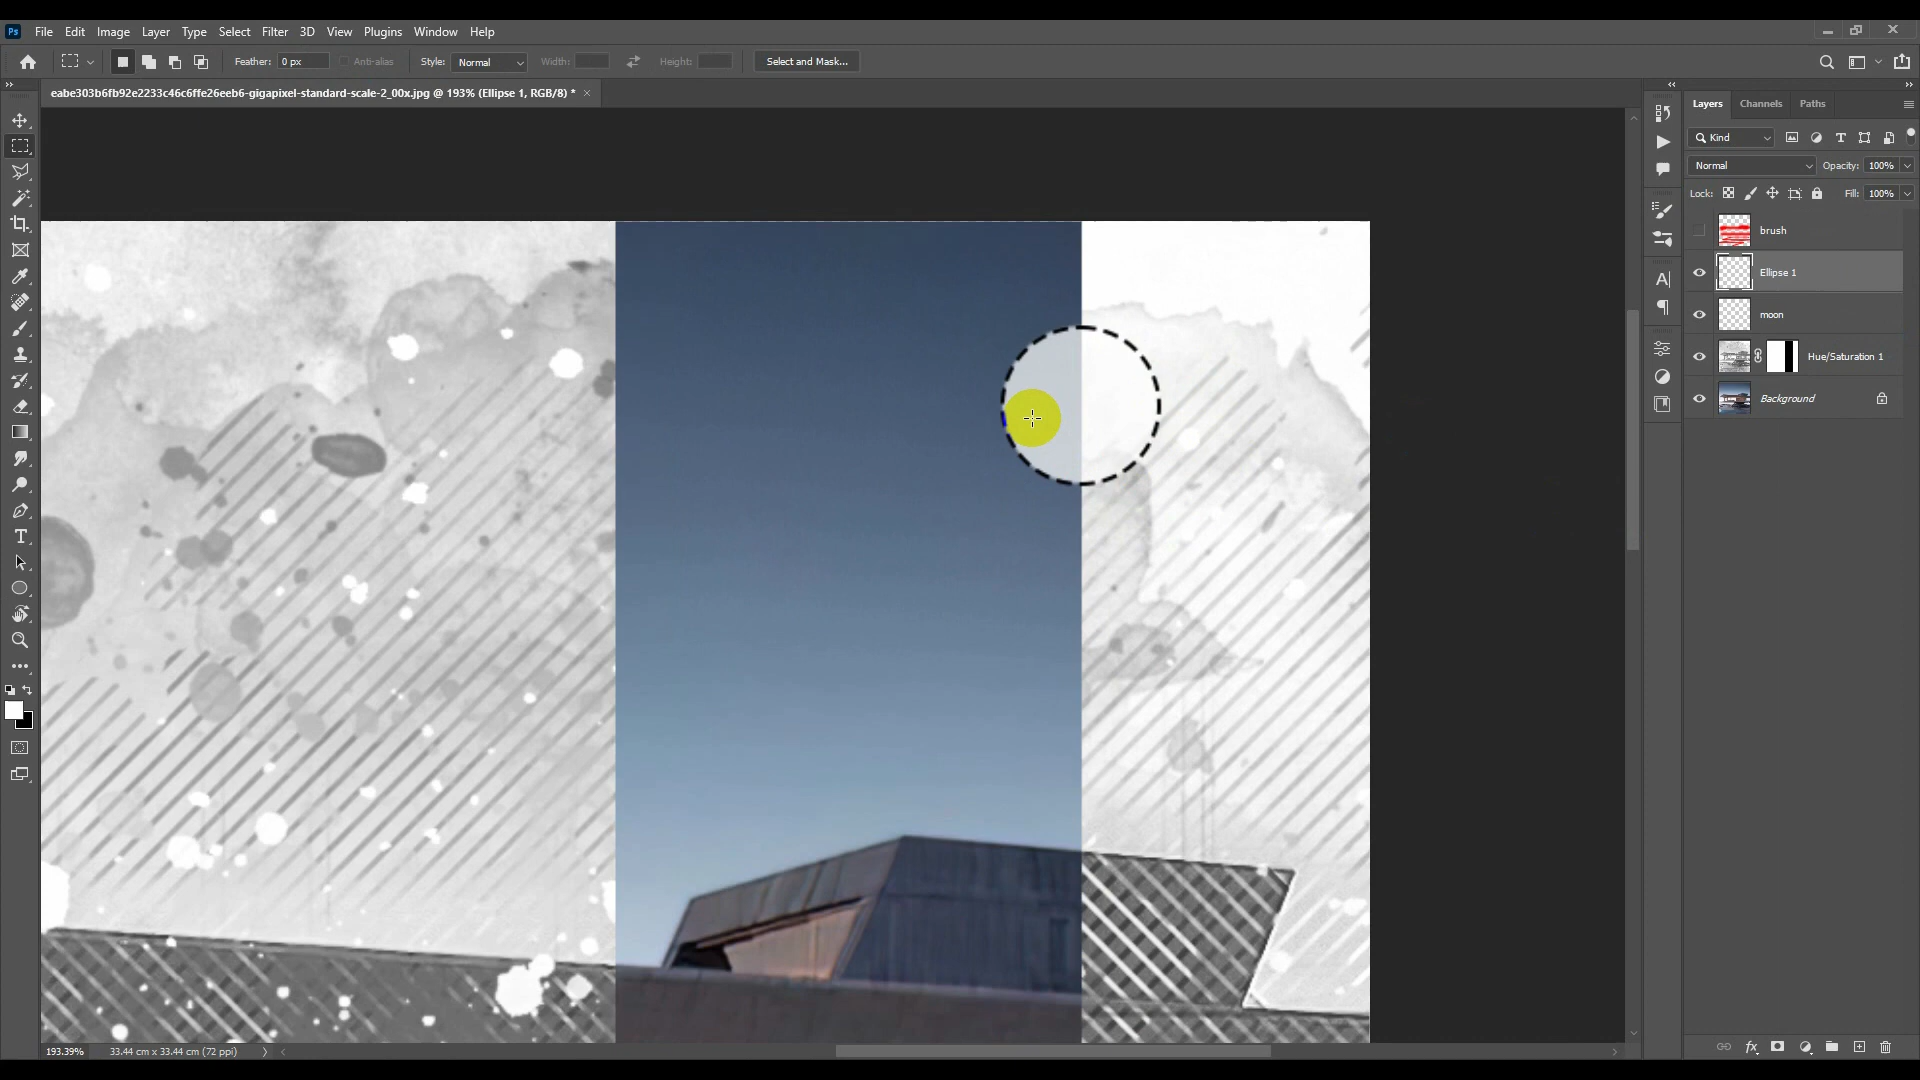 Ps File Edit Image Layer Type Select Filter 3D View Plugins Window Help
Feather: 0 px Anti-alias Style: Normal Width: Height: Select and Mask...
eabe303b6fb92e2233c46c6ffe26eeb6-gigapixel-standard-scale-2_00x.jpg @ 193% (Ellipse 1, RGB/8) *
Layers Channels Paths
Kind
Normal Opacity: 100%
Lock: Fill: 100%
brush
Ellipse 1
moon
Hue/Saturation 1
Background
193.39% 33.44 cm x 33.44 cm (72 ppi)